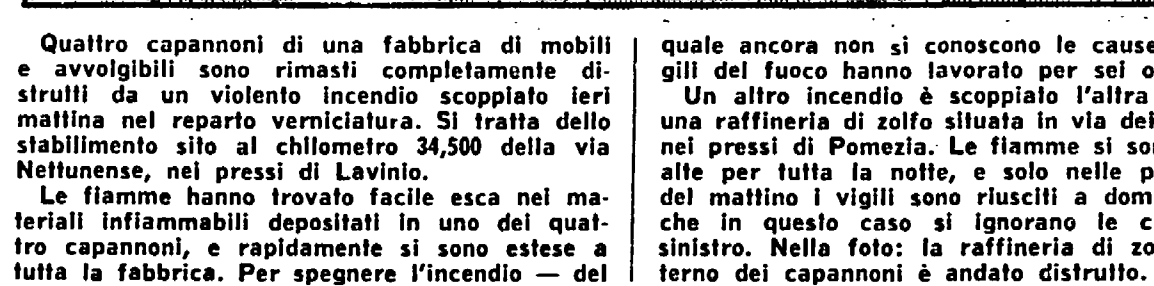 Quattro capannoni di una fabbrica di mobili
e avvolgibili sono rimasti completamente di-
strutti da un violento incendio scoppiato ieri
mattina nel reparto verniciatura. Si tratta dello
stabilimento sito al chilometro 34,500 della via
Nettunense, nei pressi di Lavinio.
Le fiamme hanno trovato facile esca nei ma-
teriali infiammabili depositati in uno dei quat-
tro capannoni, e rapidamente si sono estese a
tutta la fabbrica. Per spegnere l'incendio — del
quale ancora non si conoscono le cause
gili del fuoco hanno lavorato per sei o
Un altro incendio è scoppiato l'altra
una raffineria di zolfo situata in via dei
nei pressi di Pomezia. Le fiamme si so
alte per tutta la notte, e solo nelle p
del mattino i vigili sono riusciti a dom
che in questo caso si ignorano le c
sinistro. Nella foto: la raffineria di zo
terno dei capannoni è andato distrutto.